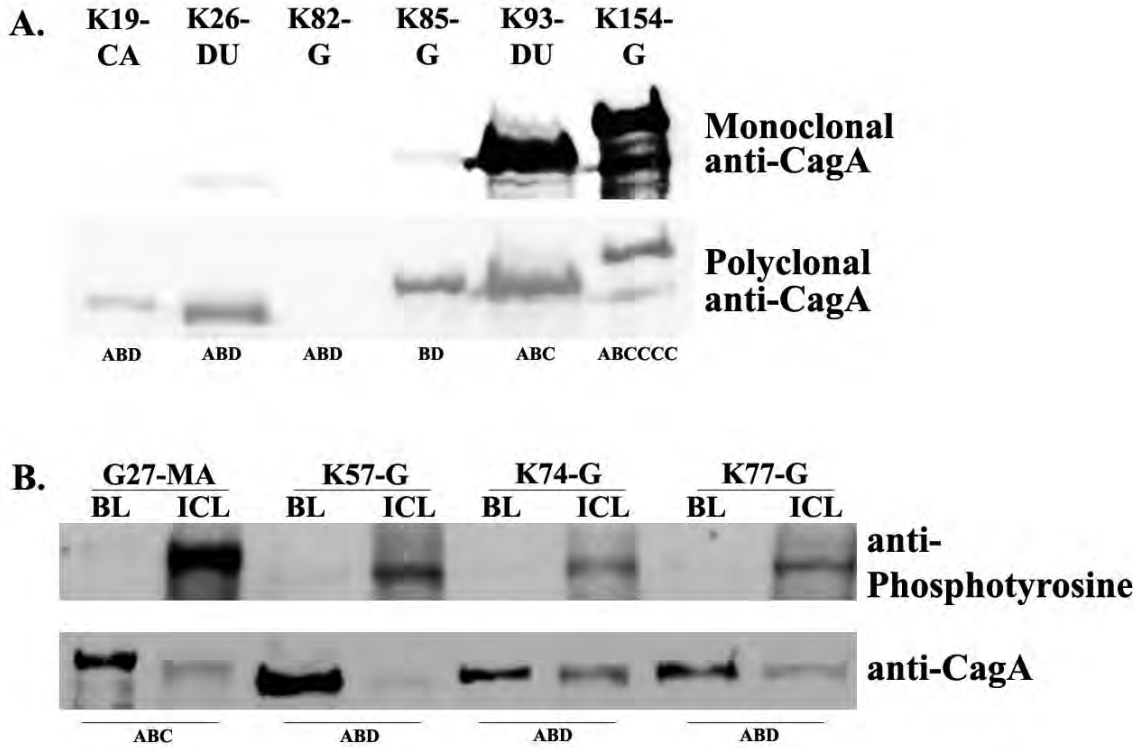 A.
K19- K26- K82- K85- K93- K154-
CA DU G G DU G
Monoclonal
anti-CagA
Polyclonal
anti-CagA
ABD ABD ABD BD ABC ABCCCC
B.
G27-MA K57-G K74-G K77-G
BL ICL BL ICL BL ICL BL ICL
anti-
Phosphotyrosine
anti-CagA
ABC ABD ABD ABD